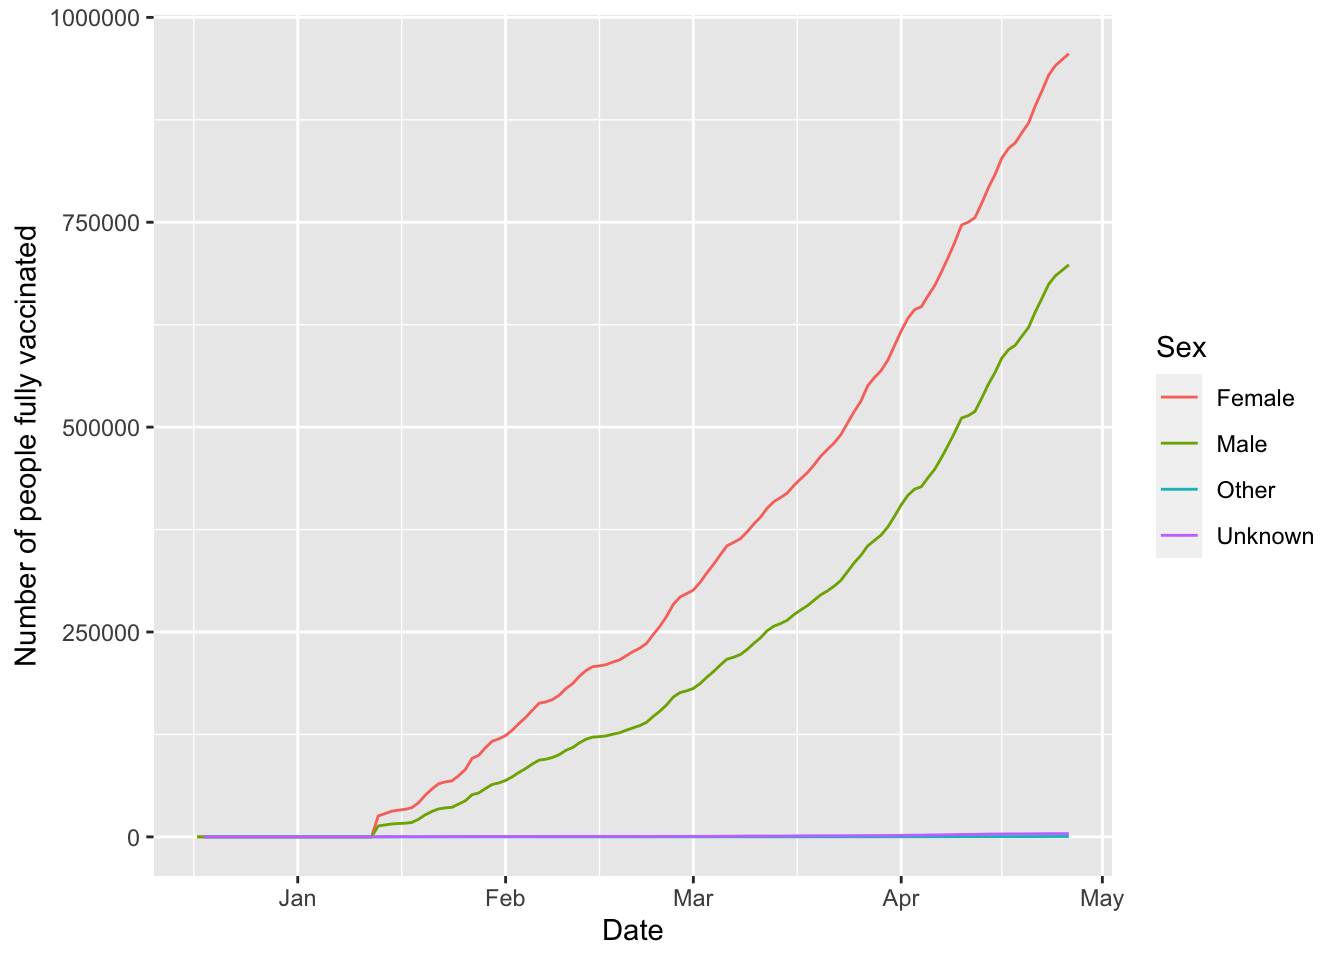 1000000
750000
500000
250000
0
Number of people fully vaccinated
Jan Feb Mar Apr May
Date
Sex
Female
Male
Other
Unknown